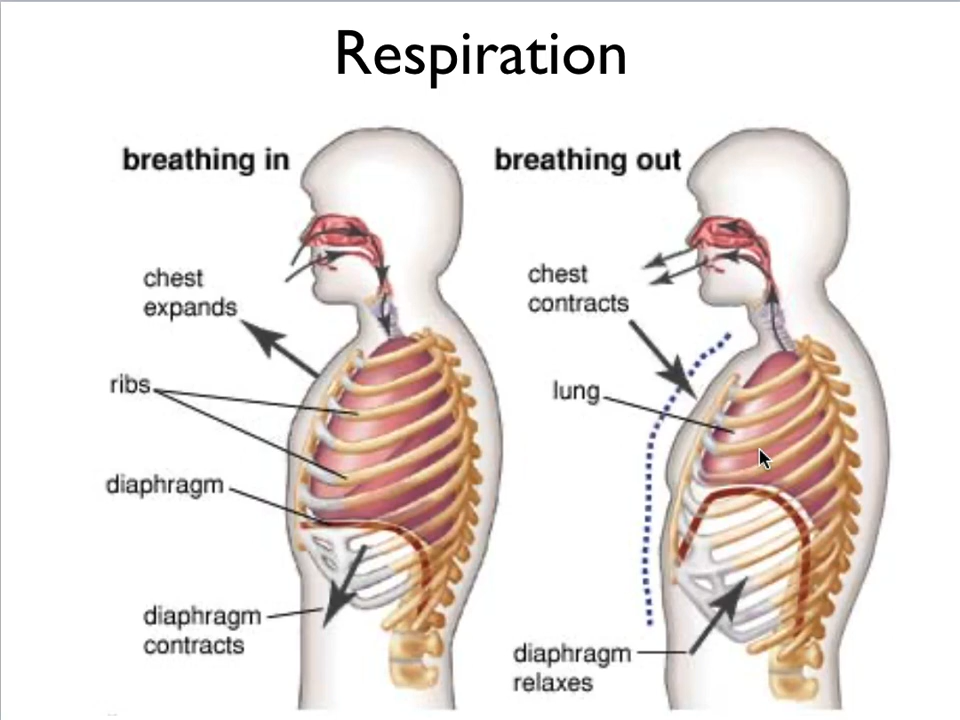 Respiration
breathing in
chest
expands
ribs
diaphragm
diaphragm
contracts
breathing out
chest
contracts
lung
diaphragm
relaxes